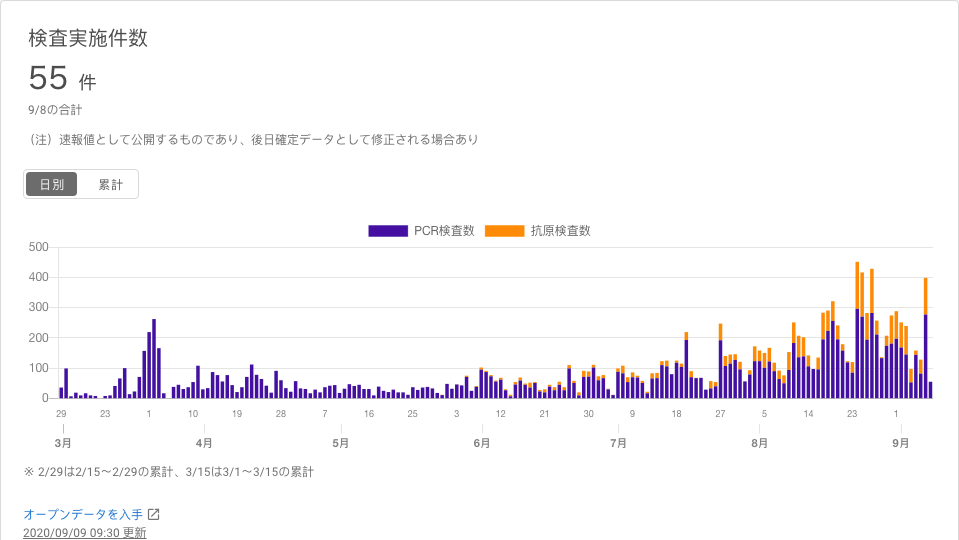 検査実施件数
55 件
9/8の合計
（注）速報値として公開するものであり、後日確定データとして修正される場合あり
日別 累計
PCR検査数 抗原検査数
500
400
300
200
100
0
29 23 1 10 19 28 7 16 25 3 12 21 30 9 18 27 5 14 23 1
3月 4月 5月 6月 7月 8月 9月
※ 2/29は2/15〜2/29の累計、3/15は3/1〜3/15の累計
オープンデータを入手
2020/09/09 09:30 更新